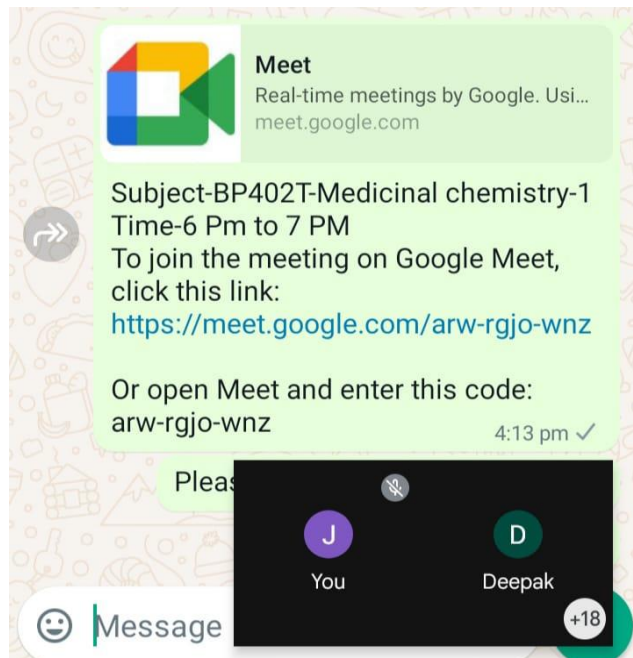 Meet
Real-time meetings by Google. Usi...
meet.google.com
Subject-BP402T-Medicinal chemistry-1
Time-6 Pm to 7 PM
To join the meeting on Google Meet,
click this link:
https://meet.google.com/arw-rgjo-wnz
Or open Meet and enter this code:
arw-rgjo-wnz
4:13 pm
J
D
You
Deepak
+18
Message